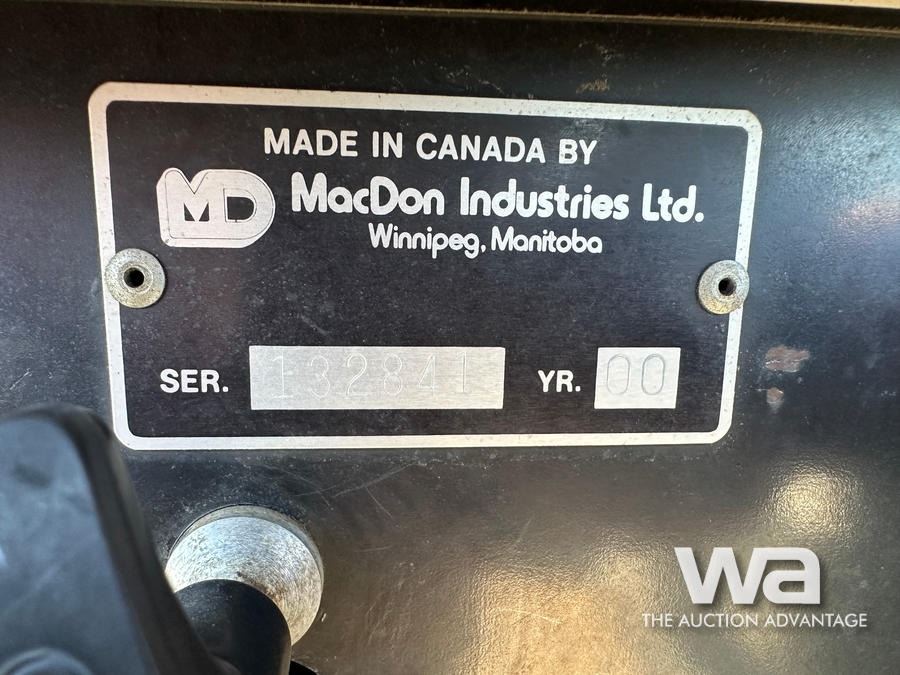 MADE IN CANADA BY
MD MacDon Industries Ltd.
Winnipeg, Manitoba
SER. 132841 YR. 00
wa
THE AUCTION ADVANTAGE